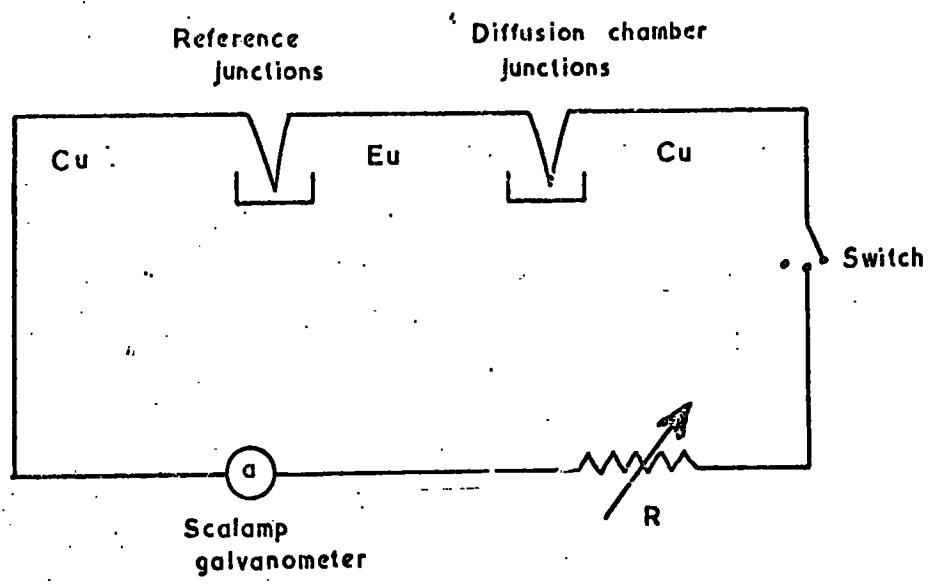 Reference
junctions
Diffusion chamber
junctions
Cu
Eu
Cu
Switch
a
R
Scalamp
galvanometer